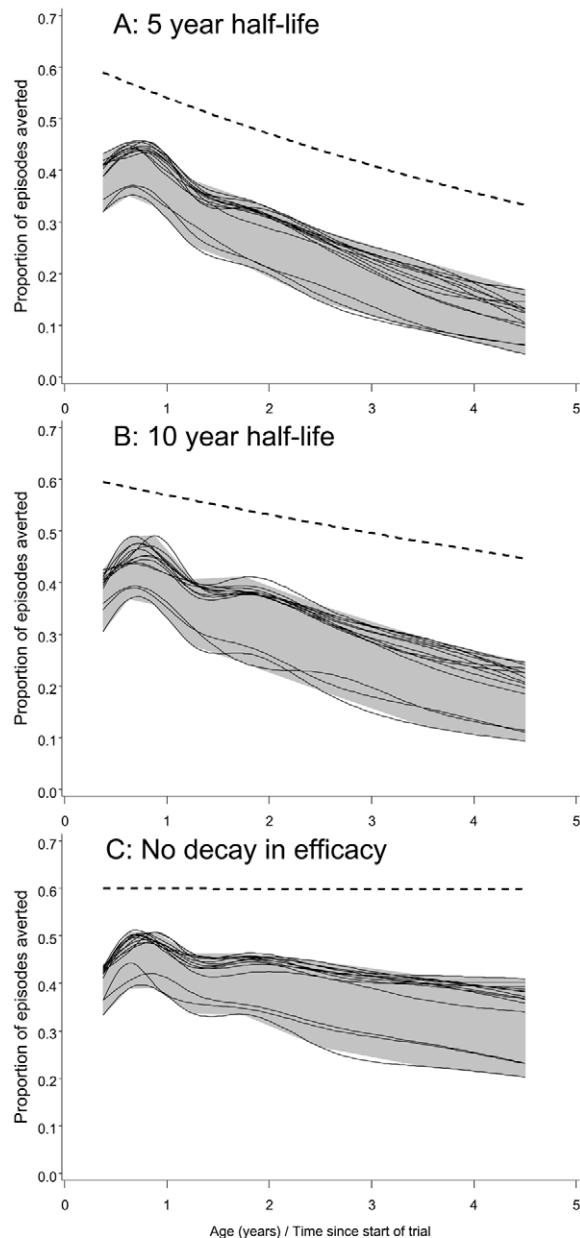 A: 5 year half-life
Proportion of episodes averted
0.7
0.6
0.5
0.4
0.3
0.2
0.1
0.0
0 1 2 3 4 5
B: 10 year half-life
Proportion of episodes averted
0.7
0.6
0.5
0.4
0.3
0.2
0.1
0.0
0 1 2 3 4 5
C: No decay in efficacy
Proportion of episodes averted
0.7
0.6
0.5
0.4
0.3
0.2
0.1
0.0
0 1 2 3 4 5
Age (years) / Time since start of trial